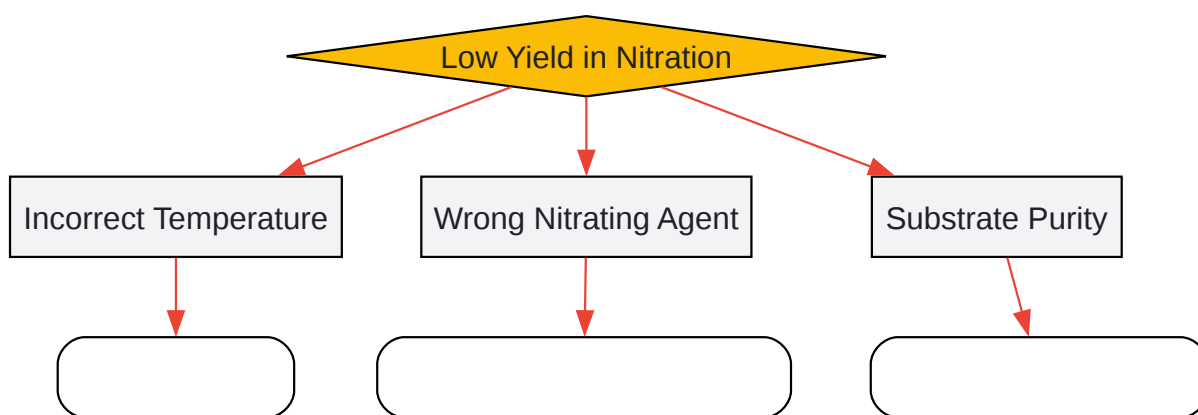 Low Yield in Nitration
Incorrect Temperature
Wrong Nitrating Agent
Substrate Purity